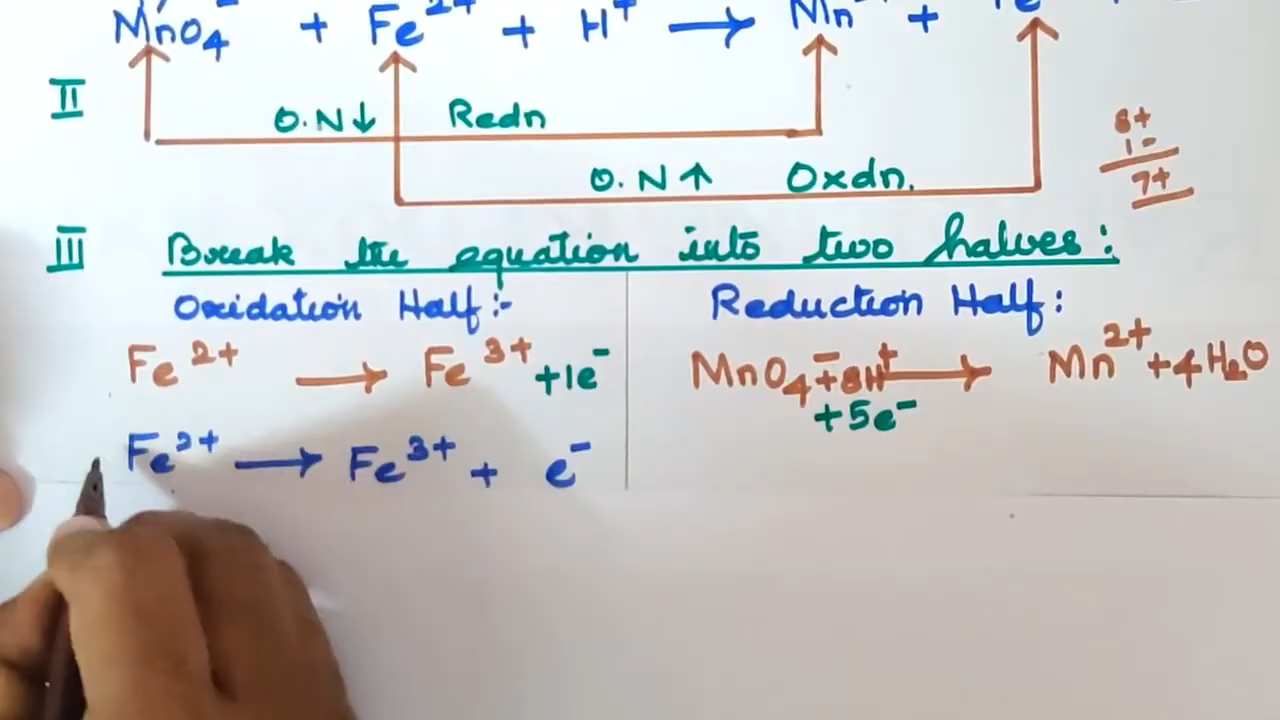 MnO₄⁻ + Fe²⁺ + H⁺ → Mn + Fe
II O.N↓ Redn
O.N↑ Oxdn.
8+
1-
7+
III Break the equation into two halves:
Oxidation Half:- Reduction Half:
Fe²⁺ → Fe³⁺ +1e⁻ MnO₄⁻ +8H⁺ → Mn²⁺ + 4H₂O
+5e⁻
Fe²⁺ → Fe³⁺ + e⁻